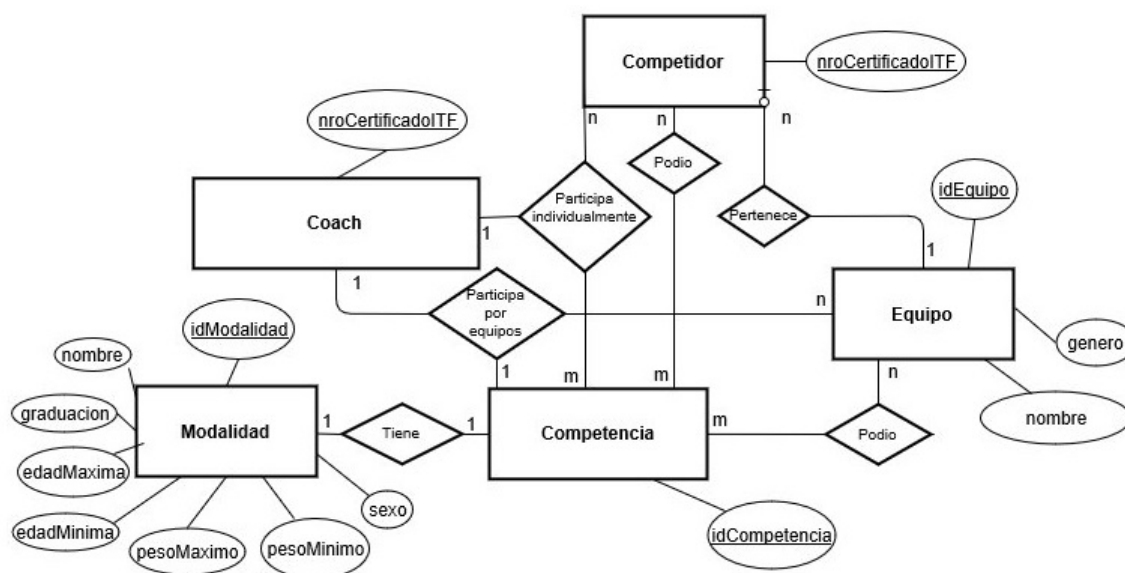 Competidor
nroCertificadoITF
n
n
n
nroCertificadoITF
Podio
Participa
individualmente
Pertenece
idEquipo
Coach
1
1
1
Participa
por
equipos
n
Equipo
genero
nombre
idModalidad
nombre
graduacion
edadMaxima
edadMinima
pesoMaximo
pesoMinimo
sexo
Modalidad
1
Tiene
1
1
m
m
Competencia
m
n
Podio
idCompetencia